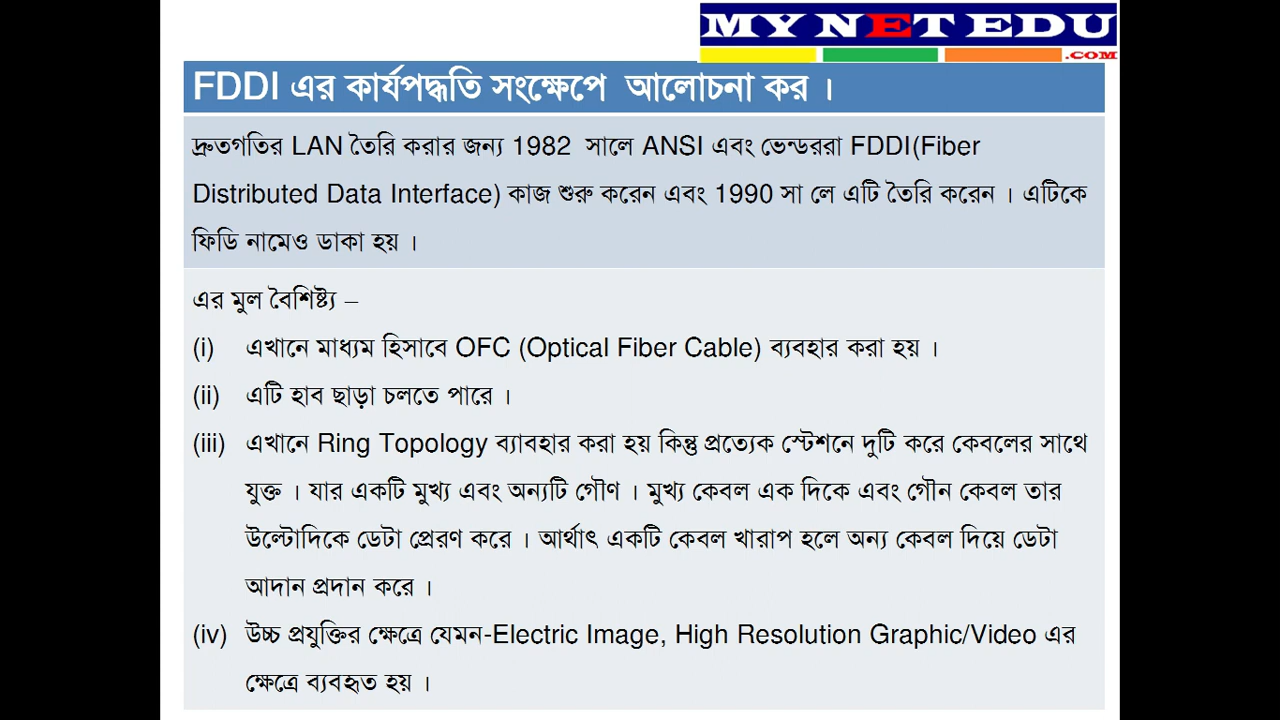 MY NET EDU
.COM
FDDI এর কার্যপদ্ধতি সংক্ষেপে আলোচনা কর ।
দ্রুতগতির LAN তৈরি করার জন্য 1982 সালে ANSI এবং ভেন্ডররা FDDI(Fiber
Distributed Data Interface) কাজ শুরু করেন এবং 1990 সা লে এটি তৈরি করেন । এটিকে
ফিডি নামেও ডাকা হয় ।
এর মুল বৈশিষ্ট্য –
(i) এখানে মাধ্যম হিসাবে OFC (Optical Fiber Cable) ব্যবহার করা হয় ।
(ii) এটি হাব ছাড়া চলতে পারে ।
(iii) এখানে Ring Topology ব্যাবহার করা হয় কিন্তু প্রত্যেক স্টেশনে দুটি করে কেবলের সাথে
যুক্ত । যার একটি মুখ্য এবং অন্যটি গৌণ । মুখ্য কেবল এক দিকে এবং গৌন কেবল তার
উল্টোদিকে ডেটা প্রেরণ করে । আর্থাৎ একটি কেবল খারাপ হলে অন্য কেবল দিয়ে ডেটা
আদান প্রদান করে ।
(iv) উচ্চ প্রযুক্তির ক্ষেত্রে যেমন-Electric Image, High Resolution Graphic/Video এর
ক্ষেত্রে ব্যবহৃত হয় ।